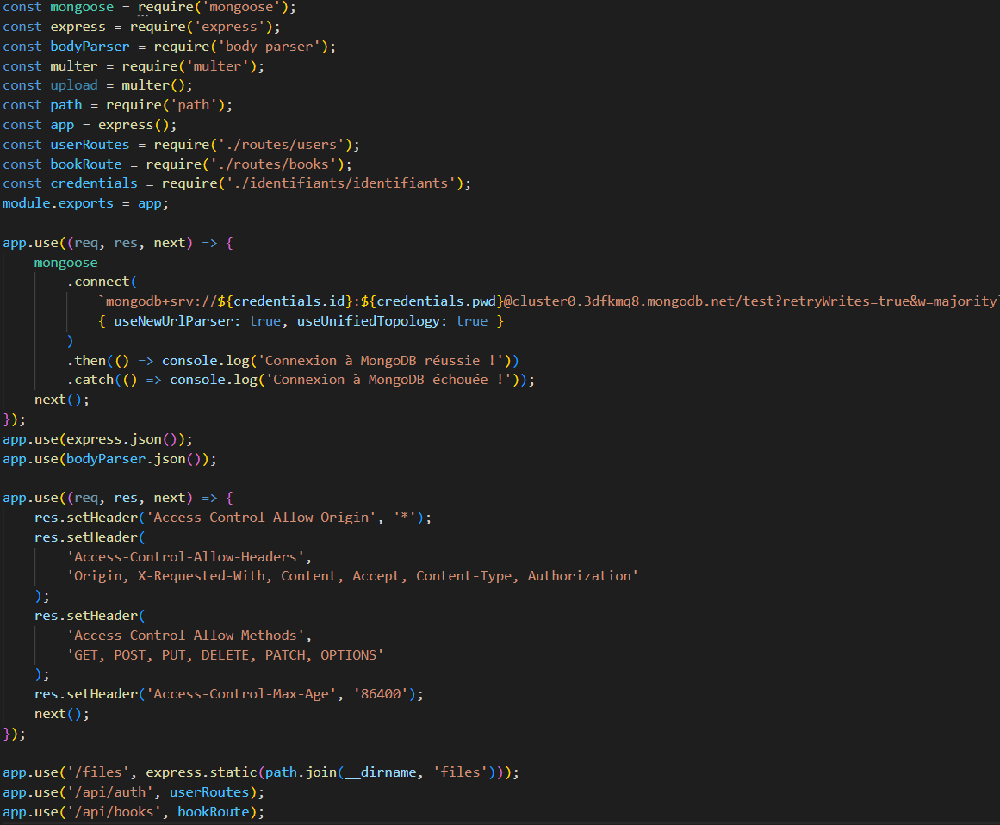 const mongoose = require('mongoose');
const express = require('express');
const bodyParser = require('body-parser');
const multer = require('multer');
const upload = multer();
const path = require('path');
const app = express();
const userRoutes = require('./routes/users');
const bookRoute = require('./routes/books');
const credentials = require('./identifiants/identifiants');
module.exports = app;

app.use((req, res, next) => {
    mongoose
        .connect(
            `mongodb+srv://${credentials.id}:${credentials.pwd}@cluster0.3dfkmq8.mongodb.net/test?retryWrites=true&w=majority`
            { useNewUrlParser: true, useUnifiedTopology: true }
        )
        .then(() => console.log('Connexion à MongoDB réussie !'))
        .catch(() => console.log('Connexion à MongoDB échouée !'));
    next();
});
app.use(express.json());
app.use(bodyParser.json());

app.use((req, res, next) => {
    res.setHeader('Access-Control-Allow-Origin', '*');
    res.setHeader(
        'Access-Control-Allow-Headers',
        'Origin, X-Requested-With, Content, Accept, Content-Type, Authorization'
    );
    res.setHeader(
        'Access-Control-Allow-Methods',
        'GET, POST, PUT, DELETE, PATCH, OPTIONS'
    );
    res.setHeader('Access-Control-Max-Age', '86400');
    next();
});

app.use('/files', express.static(path.join(__dirname, 'files')));
app.use('/api/auth', userRoutes);
app.use('/api/books', bookRoute);